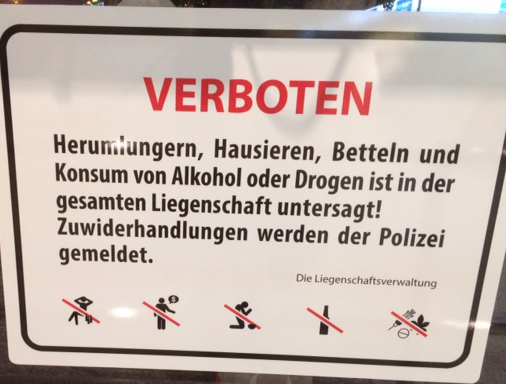 VERBOTEN
Herumlungern, Hausieren, Betteln und
Konsum von Alkohol oder Drogen ist in der
gesamten Liegenschaft untersagt!
Zuwiderhandlungen werden der Polizei
gemeldet.
Die Liegenschaftsverwaltung